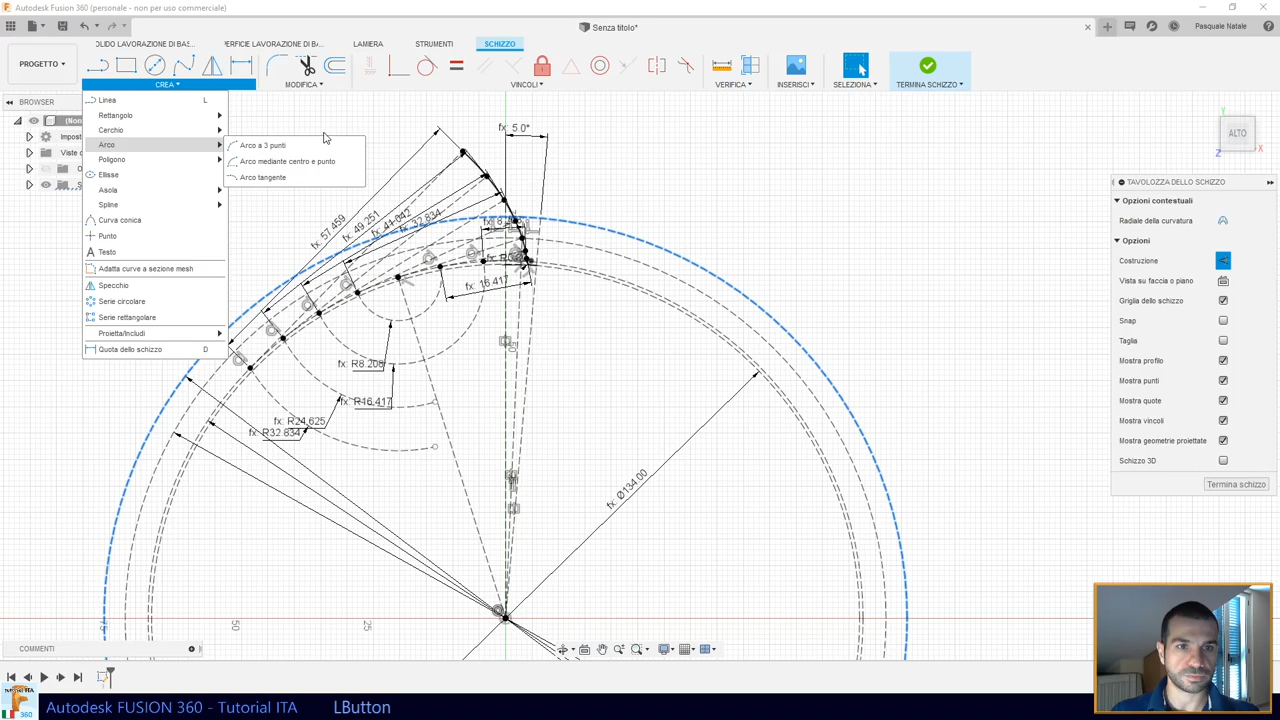 Autodesk Fusion 360 (personale - non per uso commerciale)
Senza titolo*
Pasquale Natale
PROGETTO
OLIDO LAVORAZIONE DI BAS...
ERFICIE LAVORAZIONE DI BA...
LAMIERA
STRUMENTI
SCHIZZO
CREA
MODIFICA
VINCOLI
VERIFICA
INSERISCI
SELEZIONA
TERMINA SCHIZZO
BROWSER
(Non
Impost
Viste c
O
S
Linea L
Rettangolo
Cerchio
Arco
Poligono
Ellisse
Asola
Spline
Curva conica
Punto
Testo
Adatta curve a sezione mesh
Specchio
Serie circolare
Serie rettangolare
Proietta/Includi
Quota dello schizzo D
Arco a 3 punti
Arco mediante centro e punto
Arco tangente
fx: 5.0°
fx: 57.459
fx: 49.251
fx: 41.042
fx: 32.834
fx: 16.417
fx: R8.208
fx: R16.417
fx: R24.625
fx: R32.834
fx: Ø134.00
75
50
25
ALTO
Y
X
Z
TAVOLOZZA DELLO SCHIZZO
Opzioni contestuali
Radiale della curvatura
Opzioni
Costruzione
Vista su faccia o piano
Griglia dello schizzo
Snap
Taglia
Mostra profilo
Mostra punti
Mostra quote
Mostra vincoli
Mostra geometrie proiettate
Schizzo 3D
Termina schizzo
COMMENTI
Autodesk FUSION 360 - Tutorial ITA
LButton